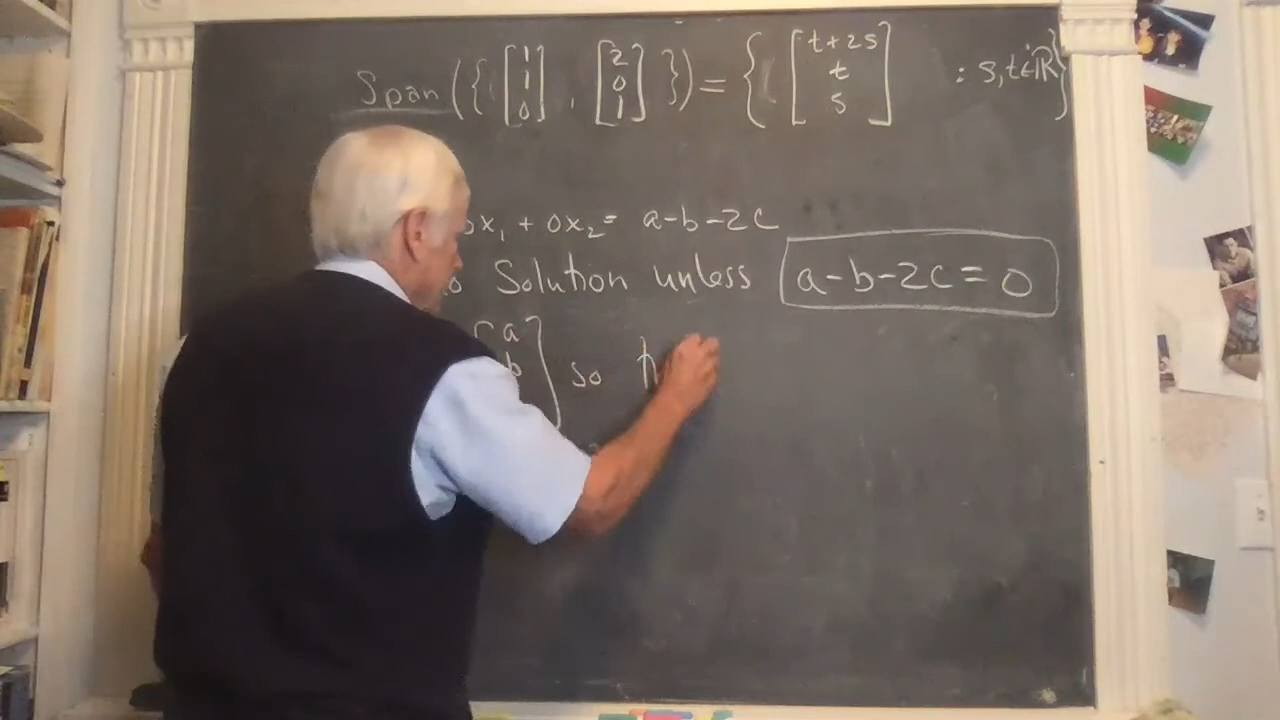 Span ({ [1 1 0] , [2 0 1] }) = { [t+2s t s] : s,t∈ℝ}
0x₁ + 0x₂ = a-b-2c
Solution unless a-b-2c = 0
[a b so